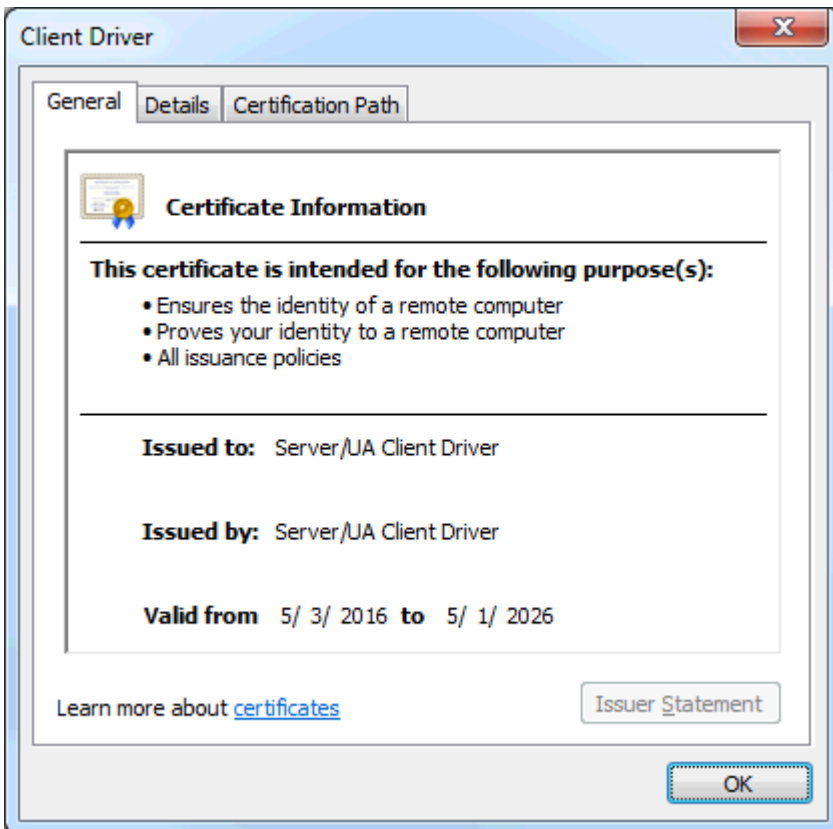 Client Driver
General Details Certification Path
Certificate Information
This certificate is intended for the following purpose(s):
• Ensures the identity of a remote computer
• Proves your identity to a remote computer
• All issuance policies
Issued to: Server/UA Client Driver
Issued by: Server/UA Client Driver
Valid from 5/ 3/ 2016 to 5/ 1/ 2026
Learn more about certificates
Issuer Statement
OK